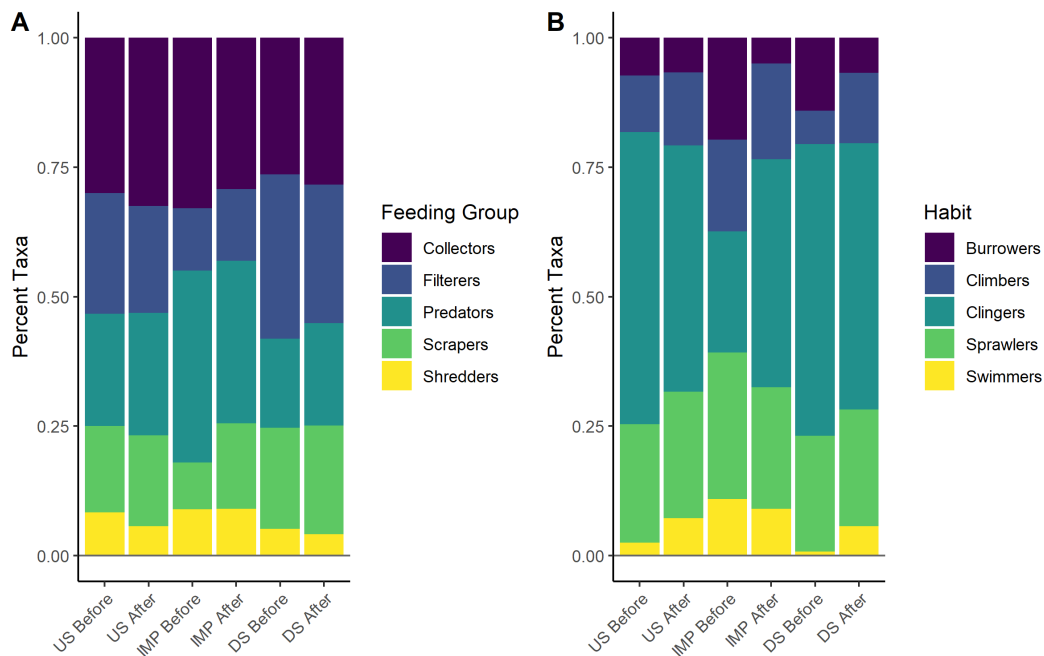 A
Percent Taxa
1.00
0.75
0.50
0.25
0.00
US Before
US After
IMP Before
IMP After
DS Before
DS After
Feeding Group
Collectors
Filterers
Predators
Scrapers
Shredders
B
Percent Taxa
1.00
0.75
0.50
0.25
0.00
US Before
US After
IMP Before
IMP After
DS Before
DS After
Habit
Burrowers
Climbers
Clingers
Sprawlers
Swimmers